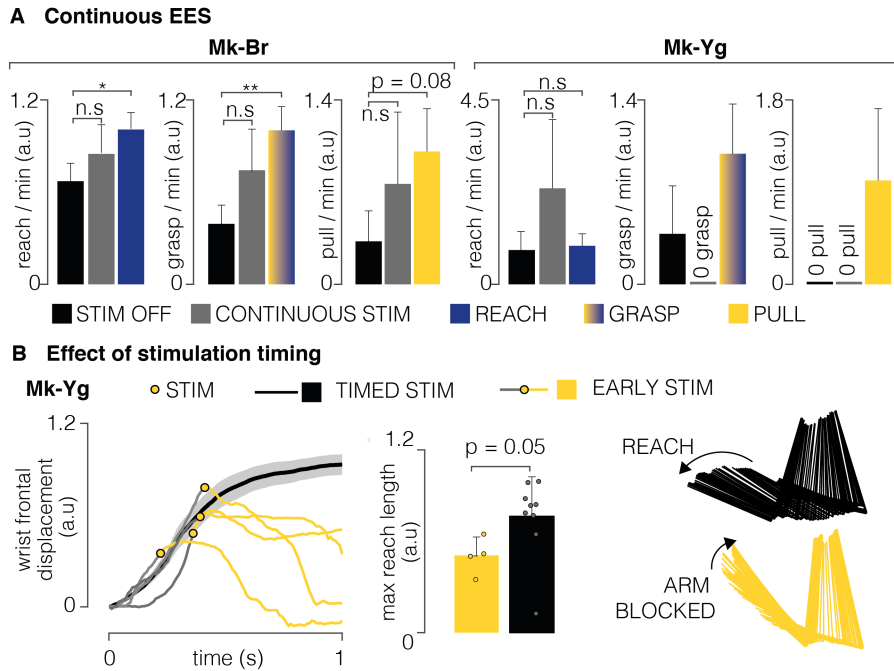 A Continuous EES
Mk-Br
Mk-Yg
1.2
0
reach / min (a.u)
*
n.s
1.2
0
grasp / min (a.u)
**
n.s
1.4
0
pull / min (a.u)
p = 0.08
n.s
4.5
0
reach / min (a.u)
n.s
n.s
1.4
0
grasp / min (a.u)
0 grasp
1.8
0
pull / min (a.u)
0 pull
0 pull
STIM OFF CONTINUOUS STIM REACH GRASP PULL
B Effect of stimulation timing
Mk-Yg STIM TIMED STIM EARLY STIM
1.2
0
wrist frontal
displacement
(a.u)
0 time (s) 1
1.2
0
max reach length
(a.u)
p = 0.05
REACH
ARM
BLOCKED